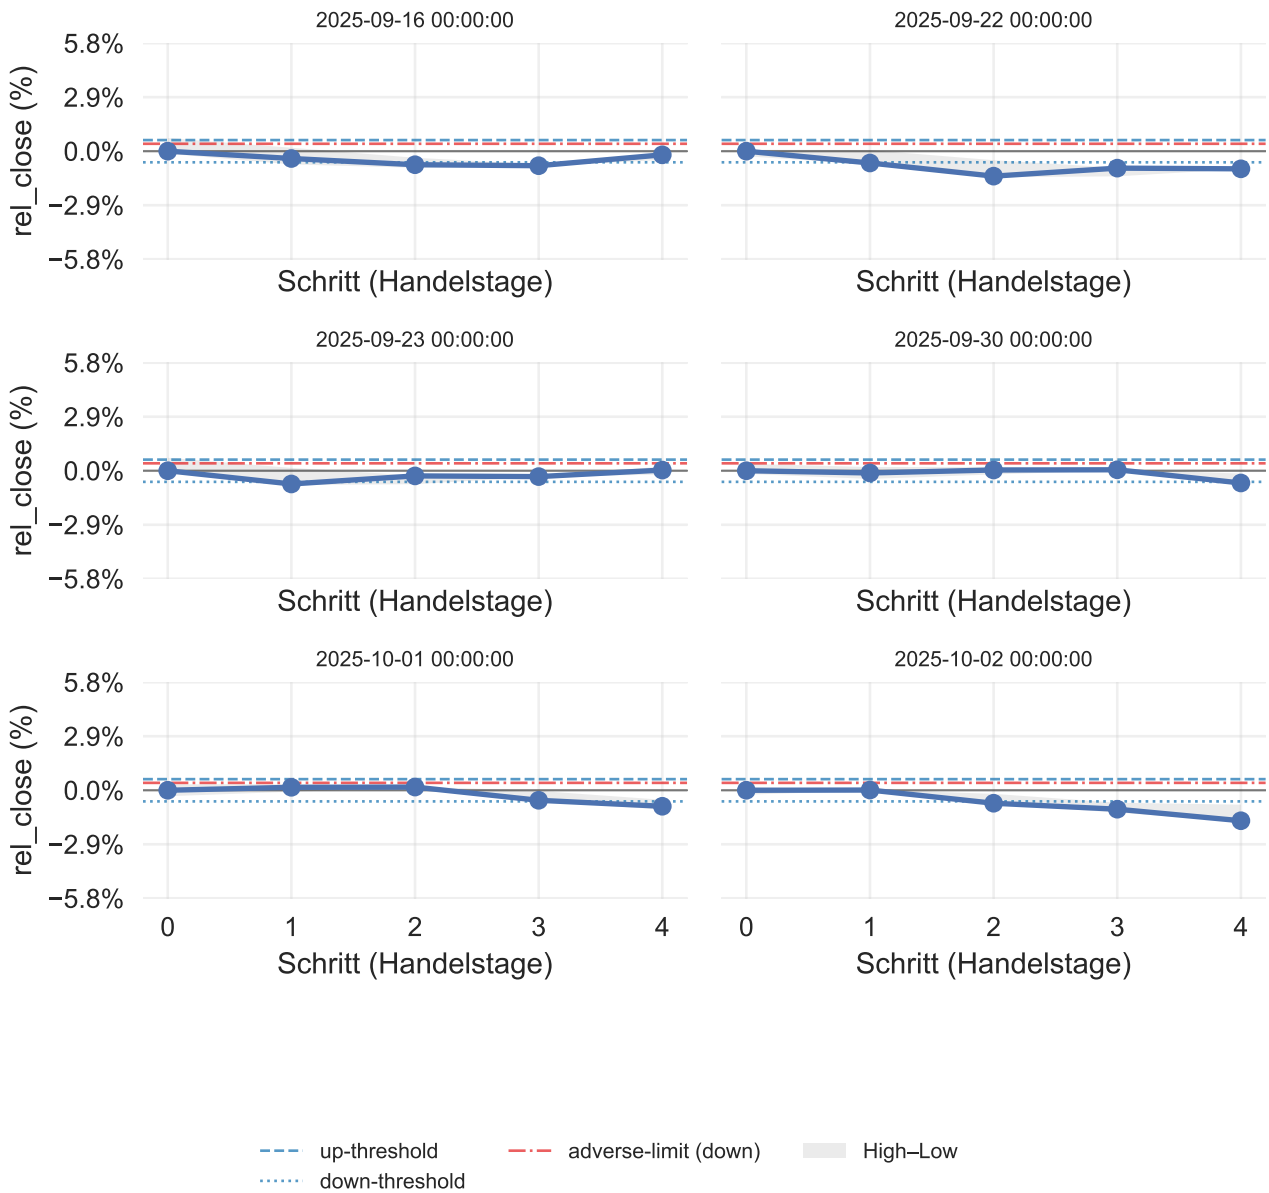 2025-09-16 00:00:00
2025-09-22 00:00:00
5.8%
2.9%
0.0%
−2.9%
−5.8%
rel_close (%)
Schritt (Handelstage)
Schritt (Handelstage)
2025-09-23 00:00:00
2025-09-30 00:00:00
5.8%
2.9%
0.0%
−2.9%
−5.8%
rel_close (%)
Schritt (Handelstage)
Schritt (Handelstage)
2025-10-01 00:00:00
2025-10-02 00:00:00
5.8%
2.9%
0.0%
−2.9%
−5.8%
rel_close (%)
0 1 2 3 4
0 1 2 3 4
Schritt (Handelstage)
Schritt (Handelstage)
up-threshold
down-threshold
adverse-limit (down)
High–Low